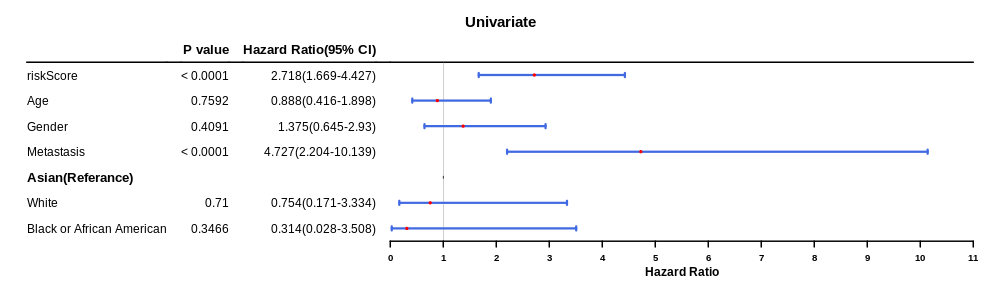 Univariate
P value Hazard Ratio(95% CI)
riskScore < 0.0001 2.718(1.669-4.427)
Age 0.7592 0.888(0.416-1.898)
Gender 0.4091 1.375(0.645-2.93)
Metastasis < 0.0001 4.727(2.204-10.139)
Asian(Referance)
White 0.71 0.754(0.171-3.334)
Black or African American 0.3466 0.314(0.028-3.508)
0 1 2 3 4 5 6 7 8 9 10 11
Hazard Ratio